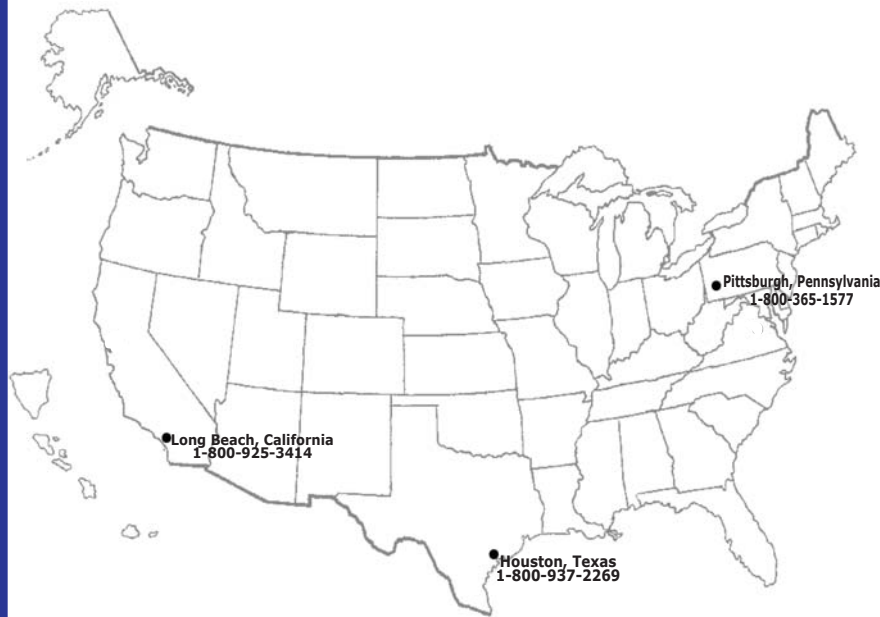 Pittsburgh, Pennsylvania
1-800-365-1577
Long Beach, California
1-800-925-3414
Houston, Texas
1-800-937-2269